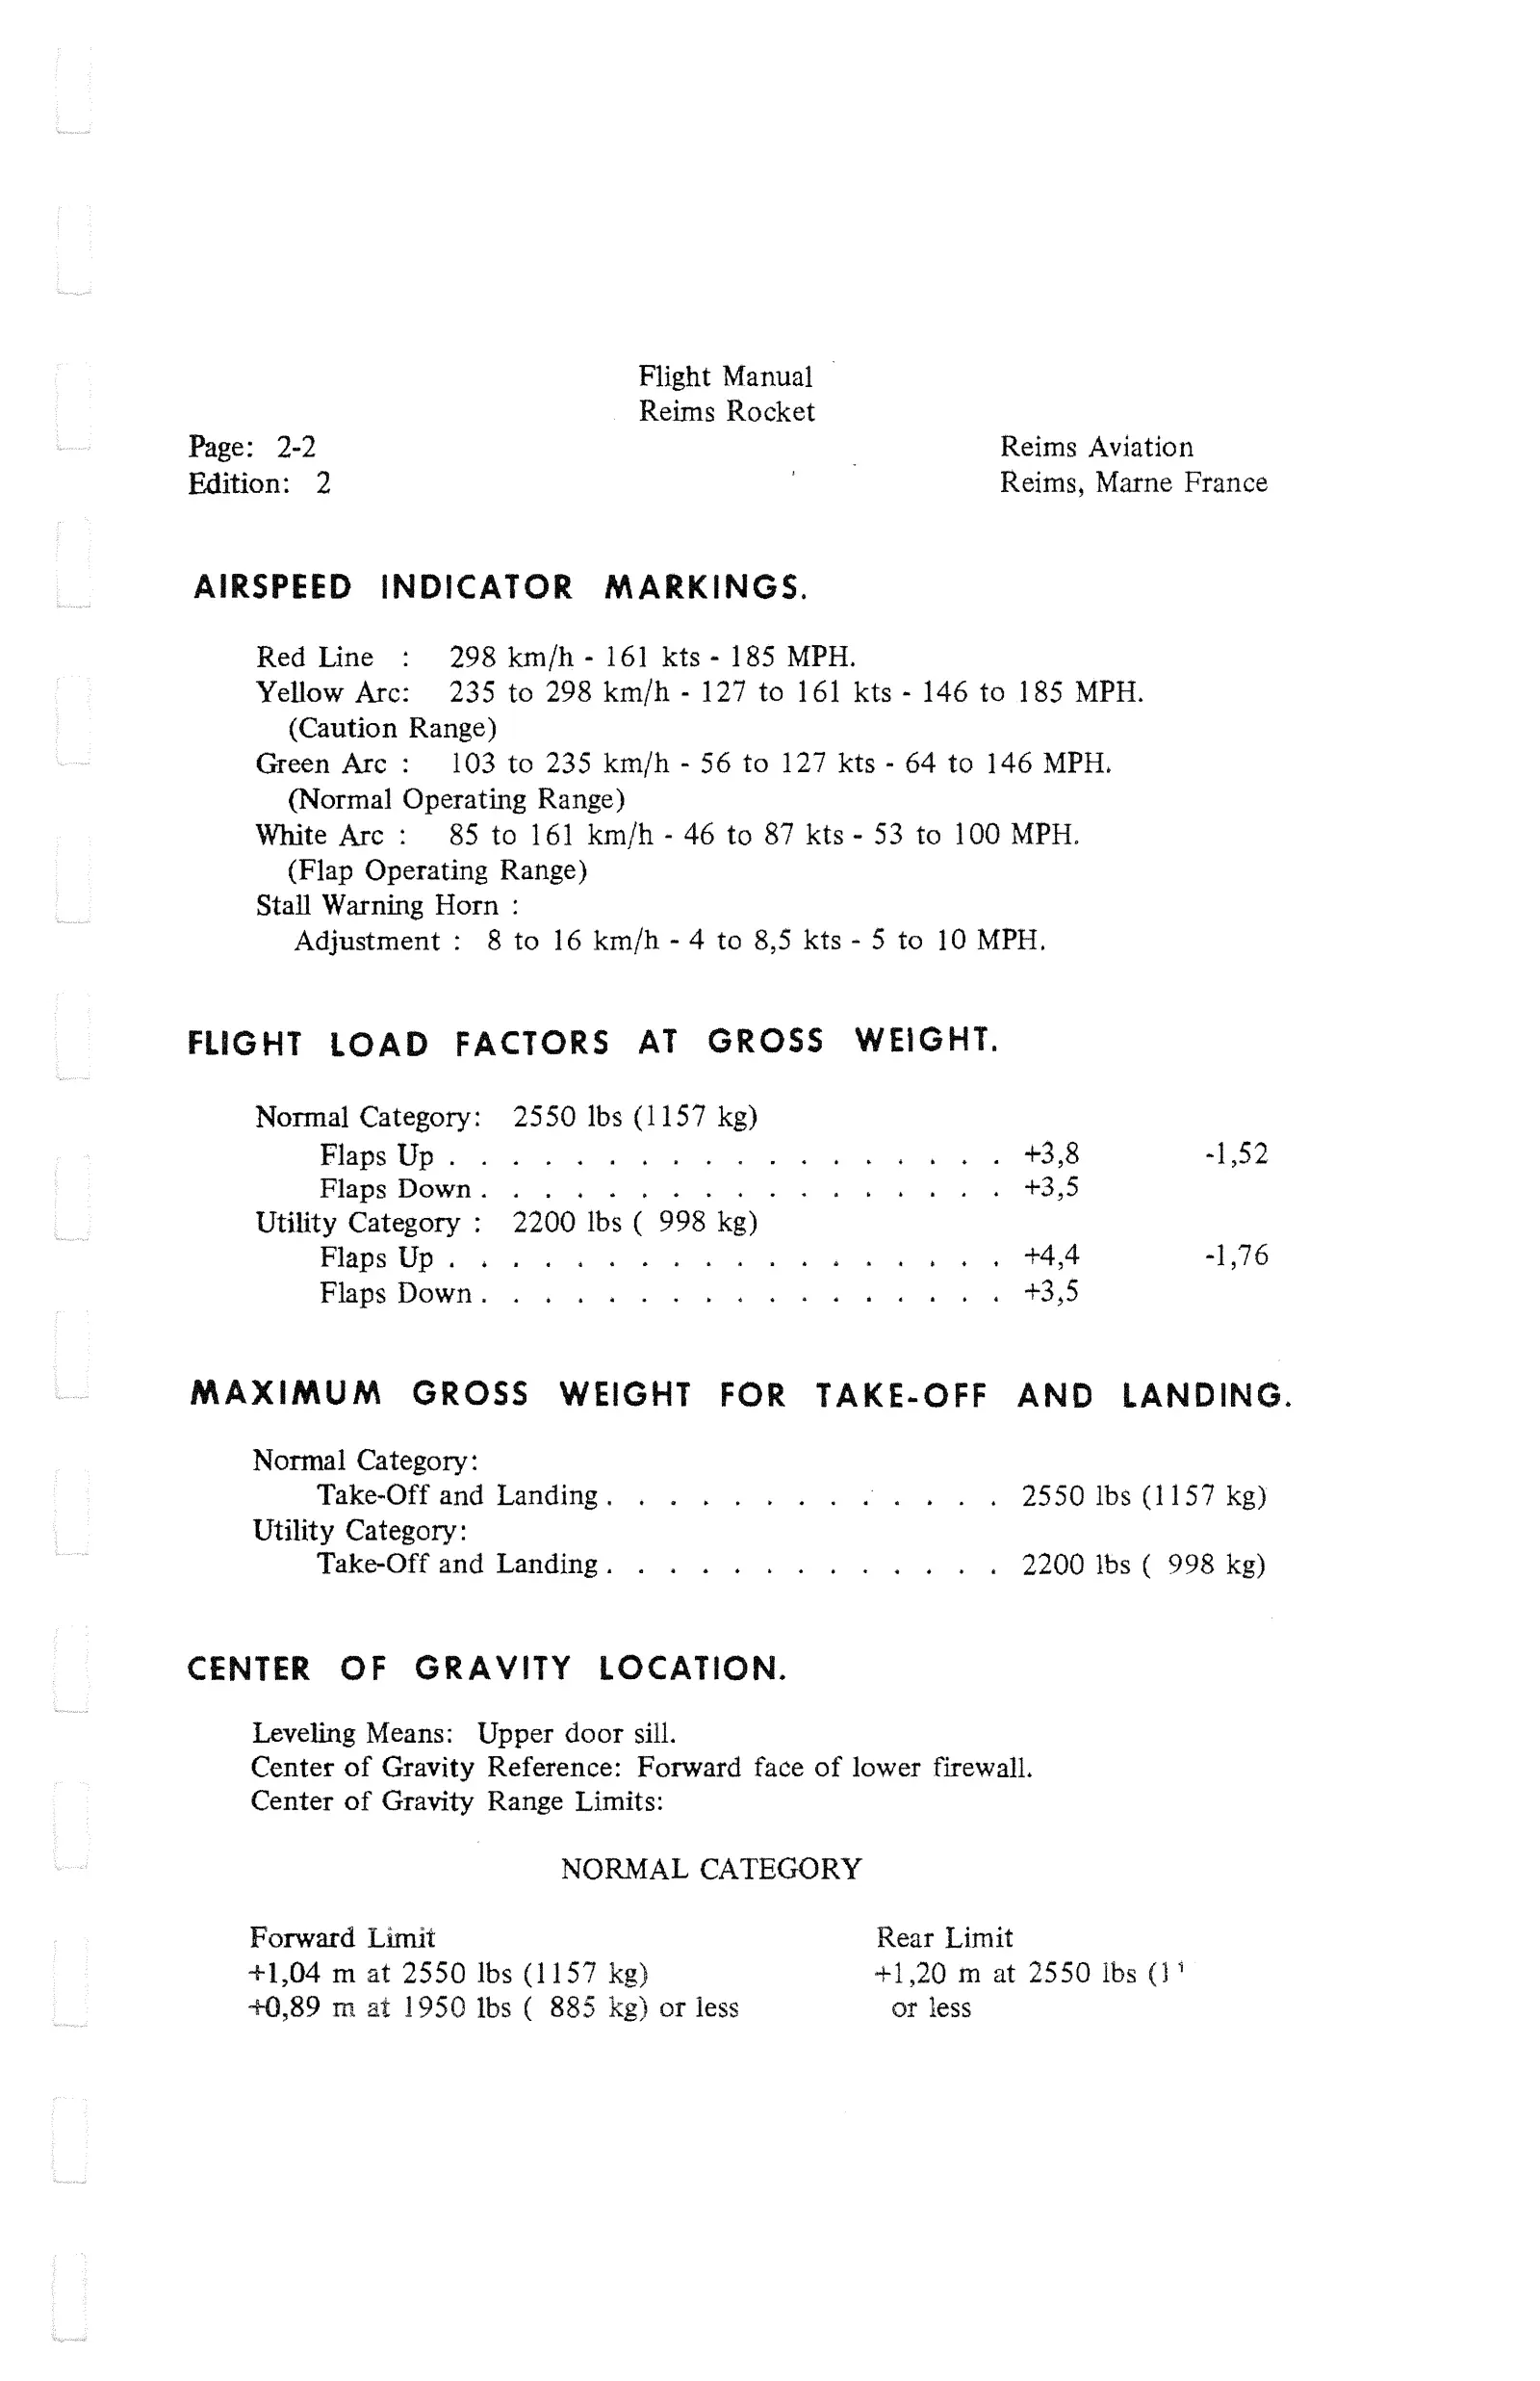 Flight Manual
Reims Rocket
Page: 2-2
Reims Aviation
Edition: 2
Reims, Marne France
AIRSPEED INDICATOR MARKINGS.
Red Line : 298 km/h - 161 kts - 185 MPH.
Yellow Arc: 235 to 298 km/h - 127 to 161 kts - 146 to 185 MPH.
(Caution Range)
Green Arc : 103 to 235 km/h - 56 to 127 kts - 64 to 146 MPH.
(Normal Operating Range)
White Arc : 85 to 161 km/h - 46 to 87 kts - 53 to 100 MPH.
(Flap Operating Range)
Stall Warning Horn :
Adjustment : 8 to 16 km/h - 4 to 8,5 kts - 5 to 10 MPH.
FLIGHT LOAD FACTORS AT GROSS WEIGHT.
Normal Category: 2550 lbs (1157 kg)
Flaps Up . . . . . . . . . . . . . . . . . . +3,8 -1,52
Flaps Down . . . . . . . . . . . . . . . . . +3,5
Utility Category : 2200 lbs ( 998 kg)
Flaps Up . . . . . . . . . . . . . . . . . . +4,4 -1,76
Flaps Down . . . . . . . . . . . . . . . . . +3,5
MAXIMUM GROSS WEIGHT FOR TAKE-OFF AND LANDING.
Normal Category:
Take-Off and Landing . . . . . . . . . . . . . 2550 lbs (1157 kg)
Utility Category:
Take-Off and Landing . . . . . . . . . . . . . 2200 lbs ( 998 kg)
CENTER OF GRAVITY LOCATION.
Leveling Means: Upper door sill.
Center of Gravity Reference: Forward face of lower firewall.
Center of Gravity Range Limits:
NORMAL CATEGORY
Forward Limit
Rear Limit
+1,04 m at 2550 lbs (1157 kg)
+1,20 m at 2550 lbs
+0,89 m at 1950 lbs ( 885 kg) or less
or less